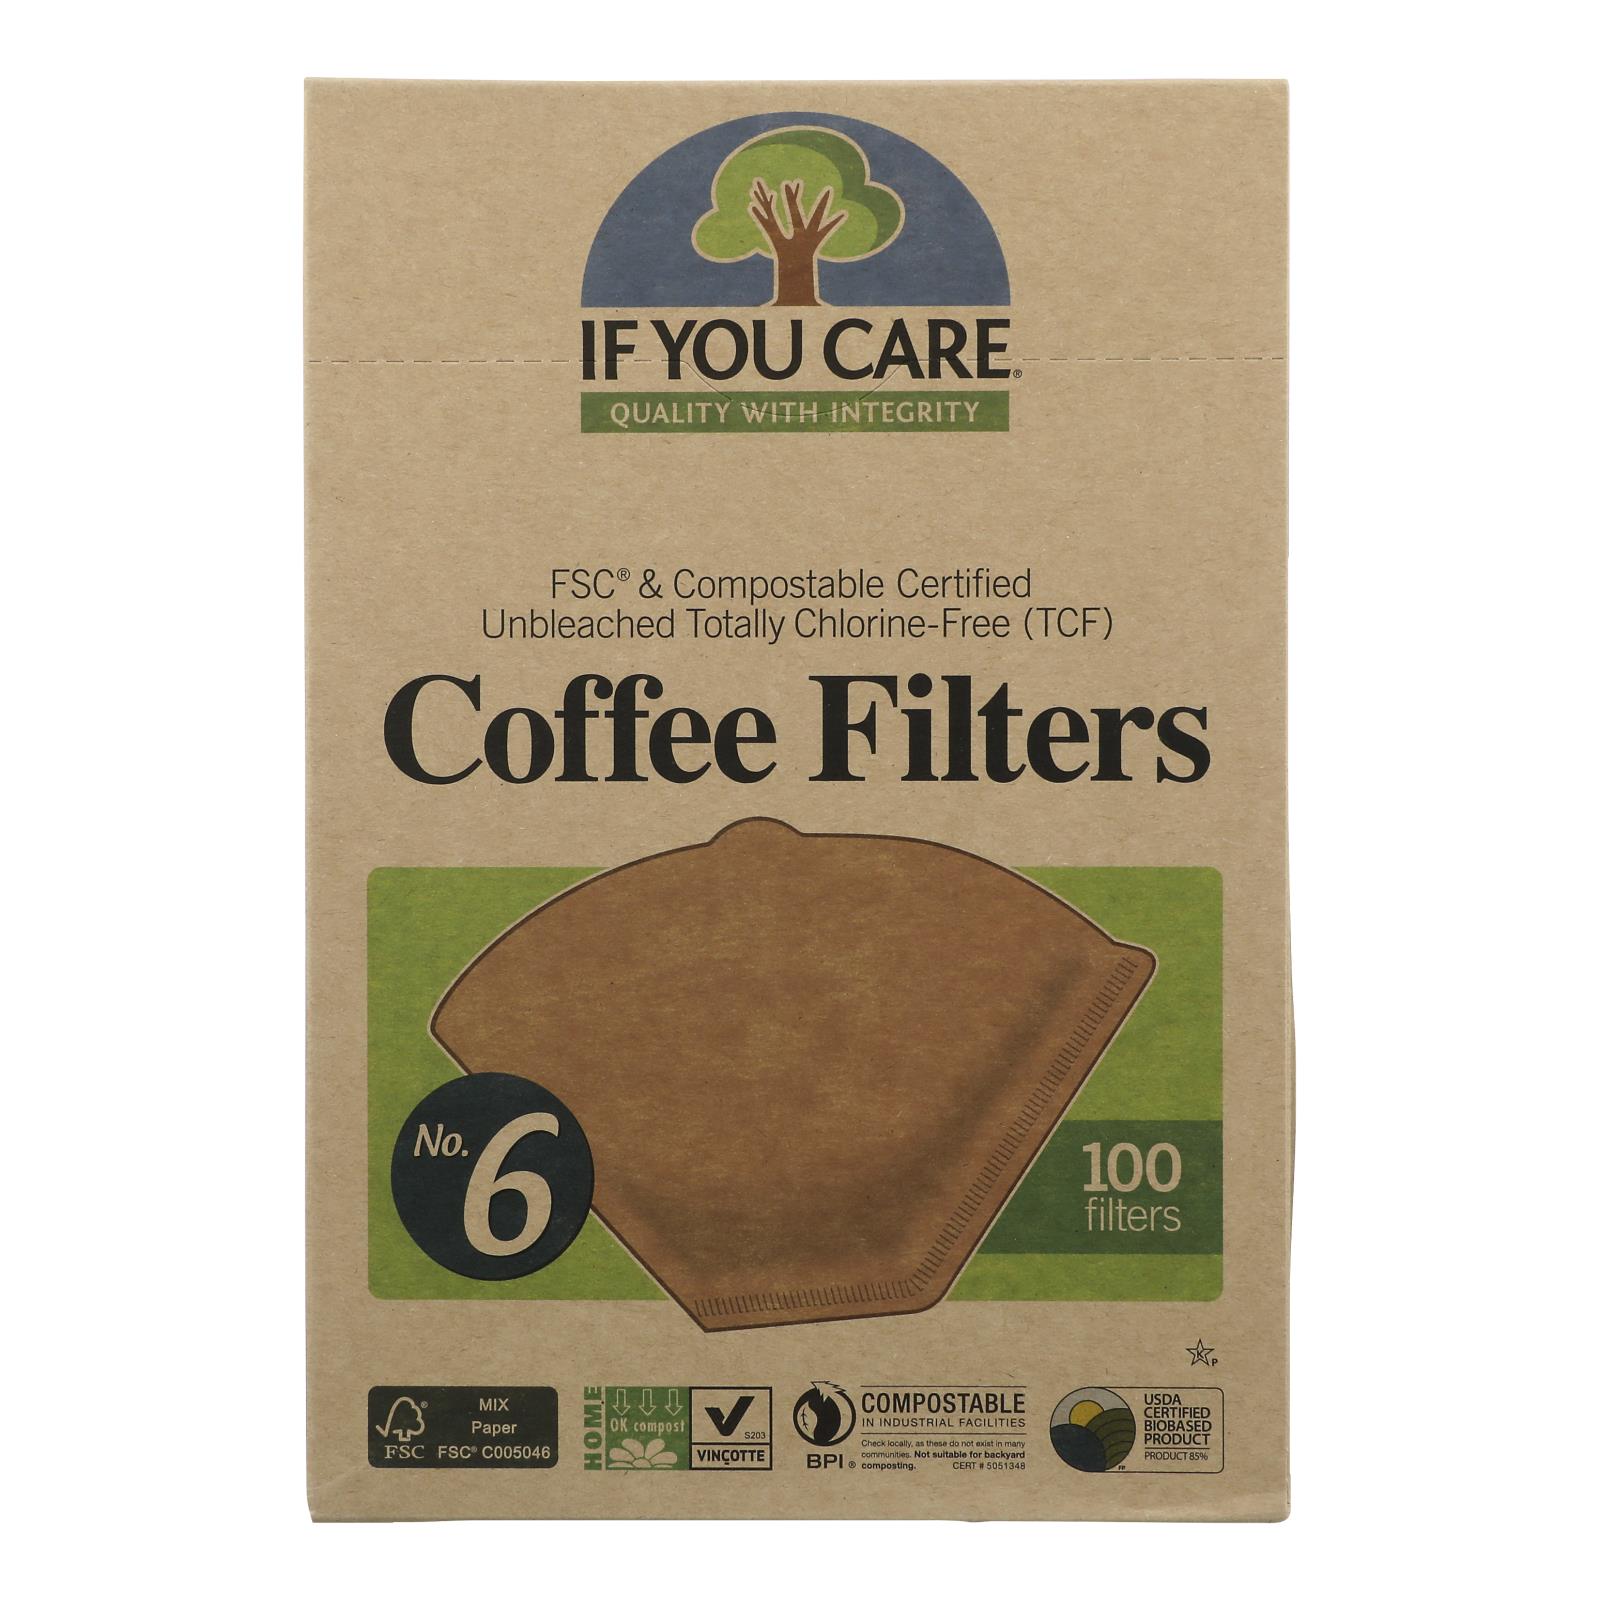 IF YOU CARE®
QUALITY WITH INTEGRITY
FSC® & Compostable Certified
Unbleached Totally Chlorine-Free (TCF)
Coffee Filters
No. 6
100
filters
K P
FSC
MIX
Paper
FSC® C005046
HOME
OK compost
S203
VINÇOTTE
BPI®
COMPOSTABLE
IN INDUSTRIAL FACILITIES
Check locally, as these do not exist in many
communities. Not suitable for backyard
composting. CERT # 5051348
FP
USDA
CERTIFIED
BIOBASED
PRODUCT
PRODUCT 85%